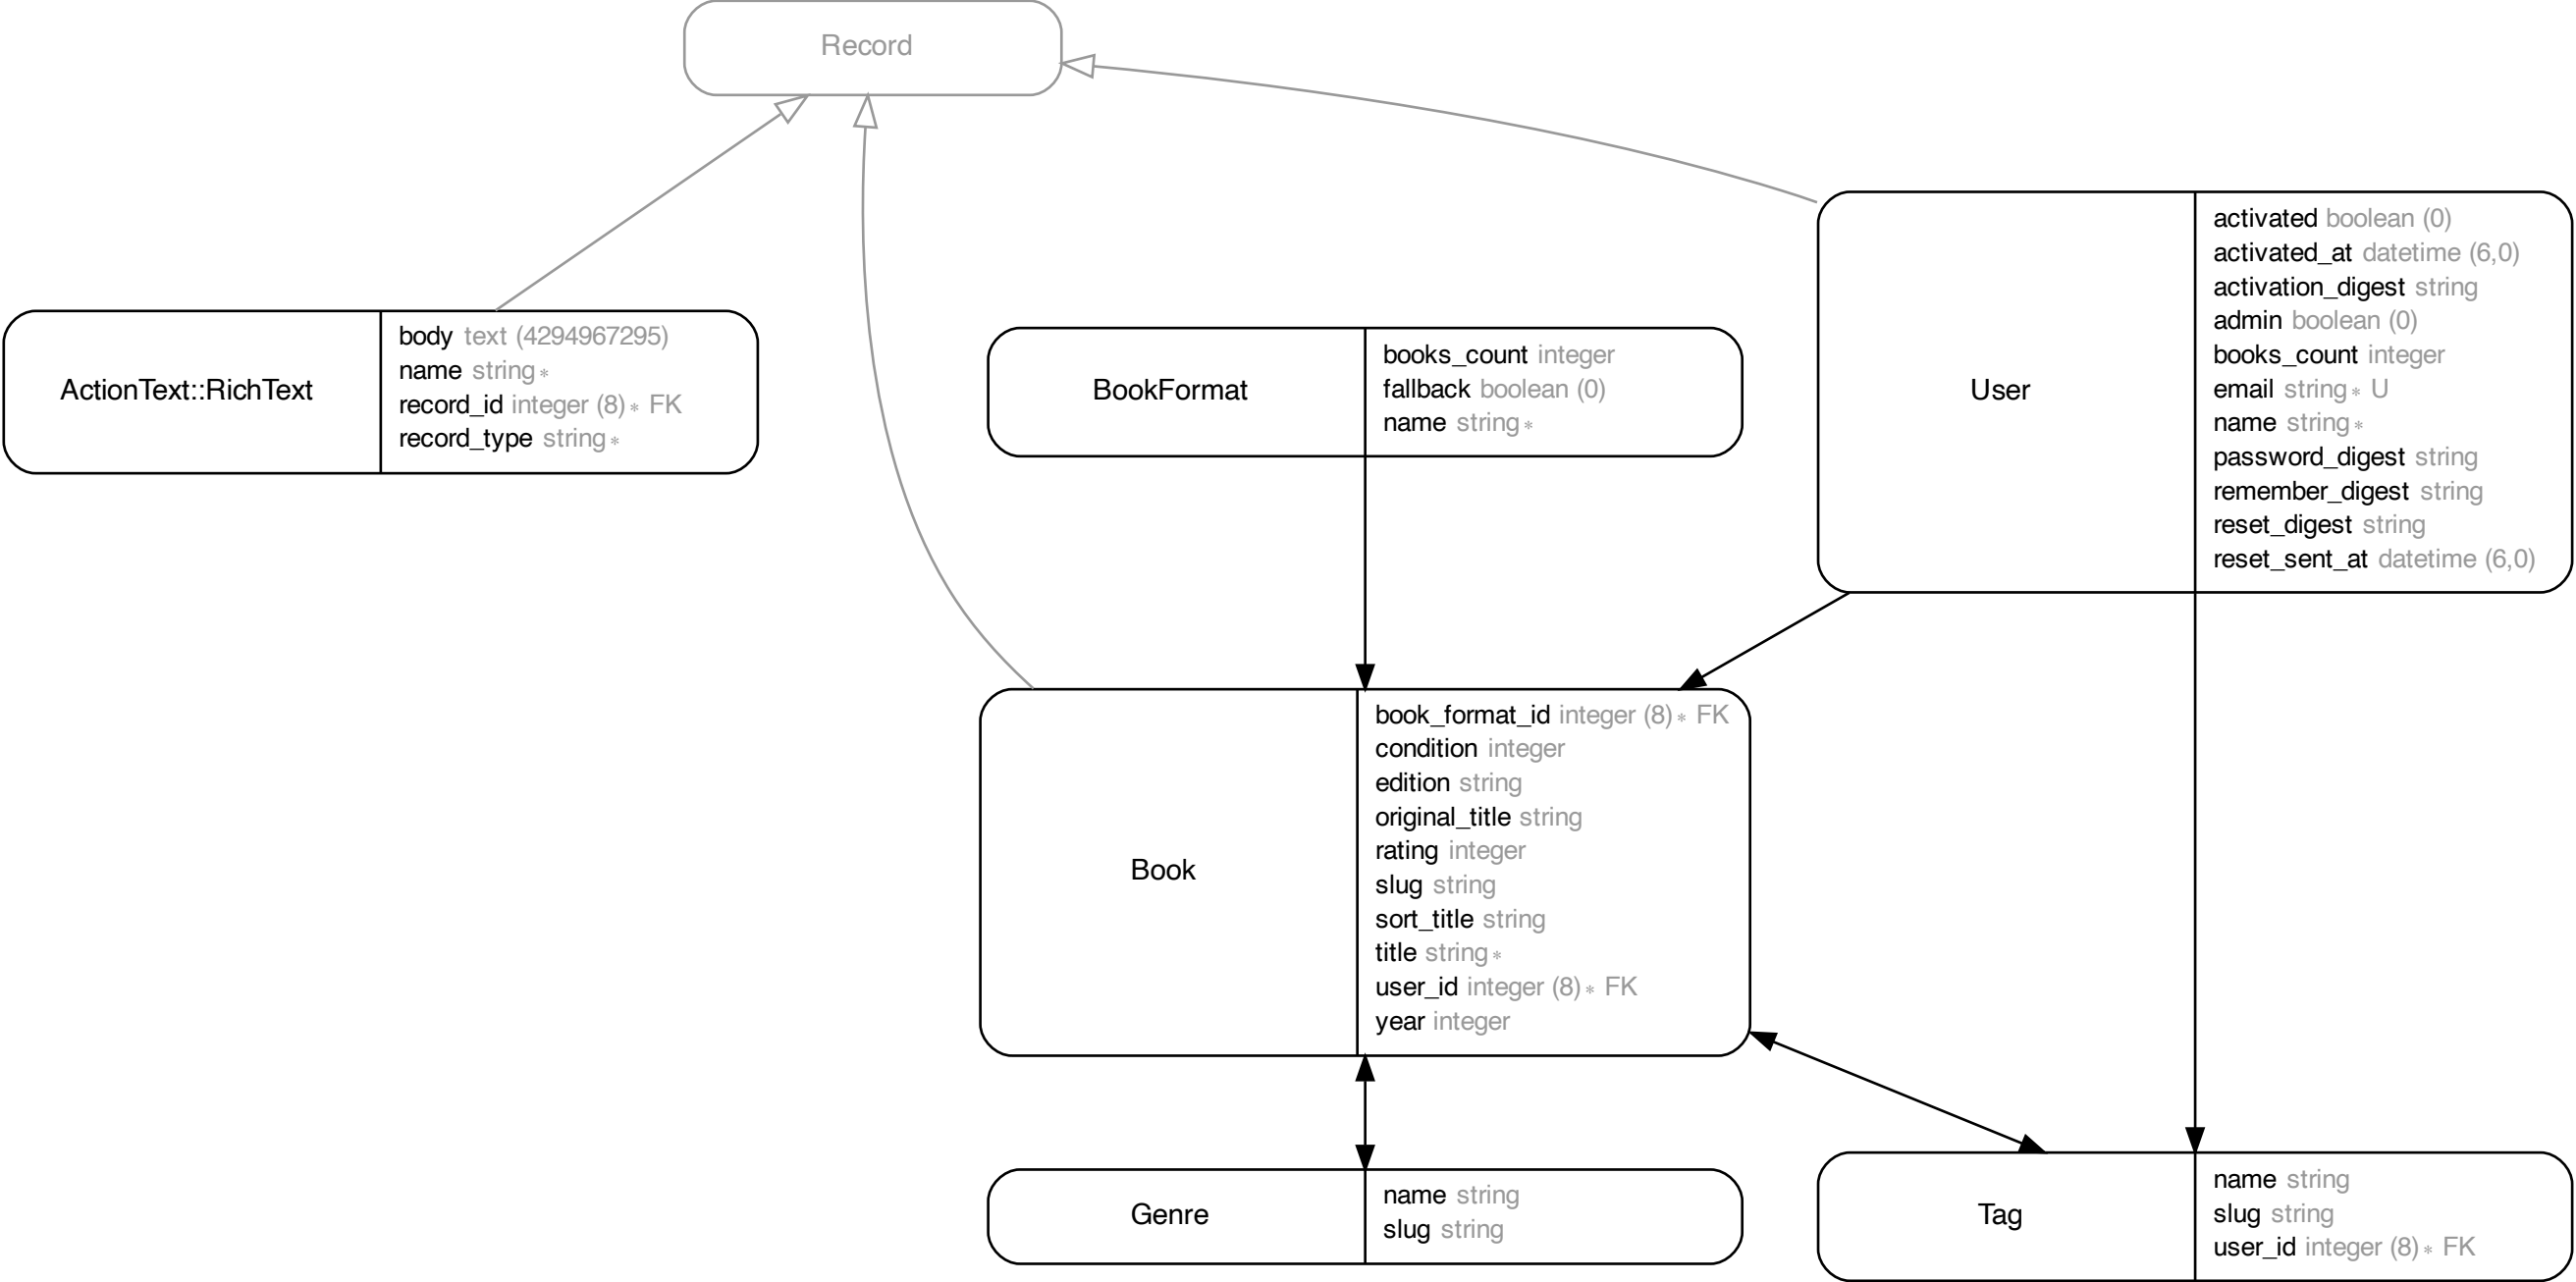 Record
ActionText::RichText
body text (4294967295)
name string *
record_id integer (8) * FK
record_type string *
BookFormat
books_count integer
fallback boolean (0)
name string *
User
activated boolean (0)
activated_at datetime (6,0)
activation_digest string
admin boolean (0)
books_count integer
email string * U
name string *
password_digest string
remember_digest string
reset_digest string
reset_sent_at datetime (6,0)
Book
book_format_id integer (8) * FK
condition integer
edition string
original_title string
rating integer
slug string
sort_title string
title string *
user_id integer (8) * FK
year integer
Genre
name string
slug string
Tag
name string
slug string
user_id integer (8) * FK